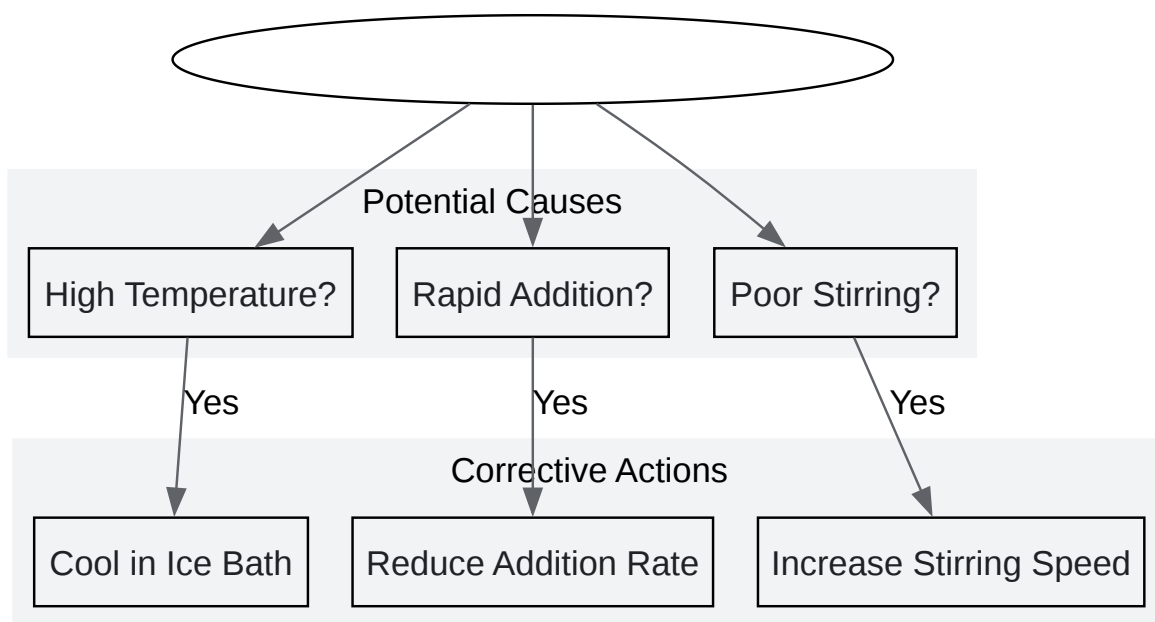 Potential Causes
High Temperature?
Rapid Addition?
Poor Stirring?
Yes
Yes
Yes
Corrective Actions
Cool in Ice Bath
Reduce Addition Rate
Increase Stirring Speed